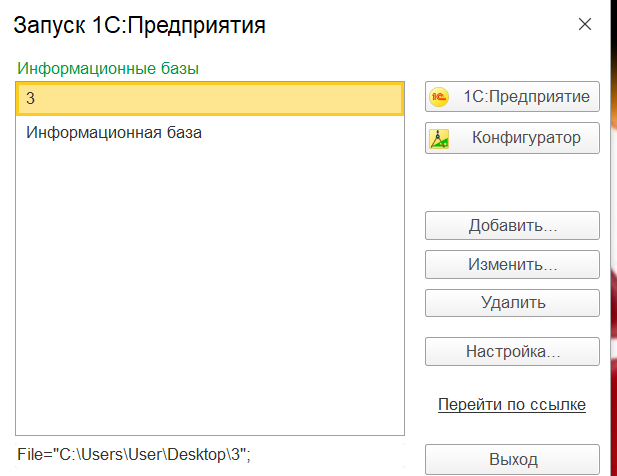 Запуск 1С:Предприятия
Информационные базы
3
Информационная база
1С:Предприятие
Конфигуратор
Добавить...
Изменить...
Удалить
Настройка...
Перейти по ссылке
Выход
File="C:\Users\User\Desktop\3";